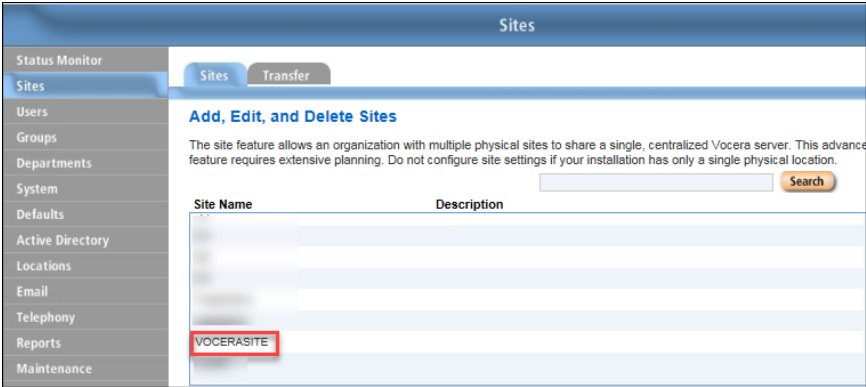 Sites
Status Monitor
Sites
Users
Groups
Departments
System
Defaults
Active Directory
Locations
Email
Telephony
Reports
Maintenance
Sites Transfer
Add, Edit, and Delete Sites
The site feature allows an organization with multiple physical sites to share a single, centralized Vocera server. This advance
feature requires extensive planning. Do not configure site settings if your installation has only a single physical location.
Search
Site Name Description
VOCERASITE